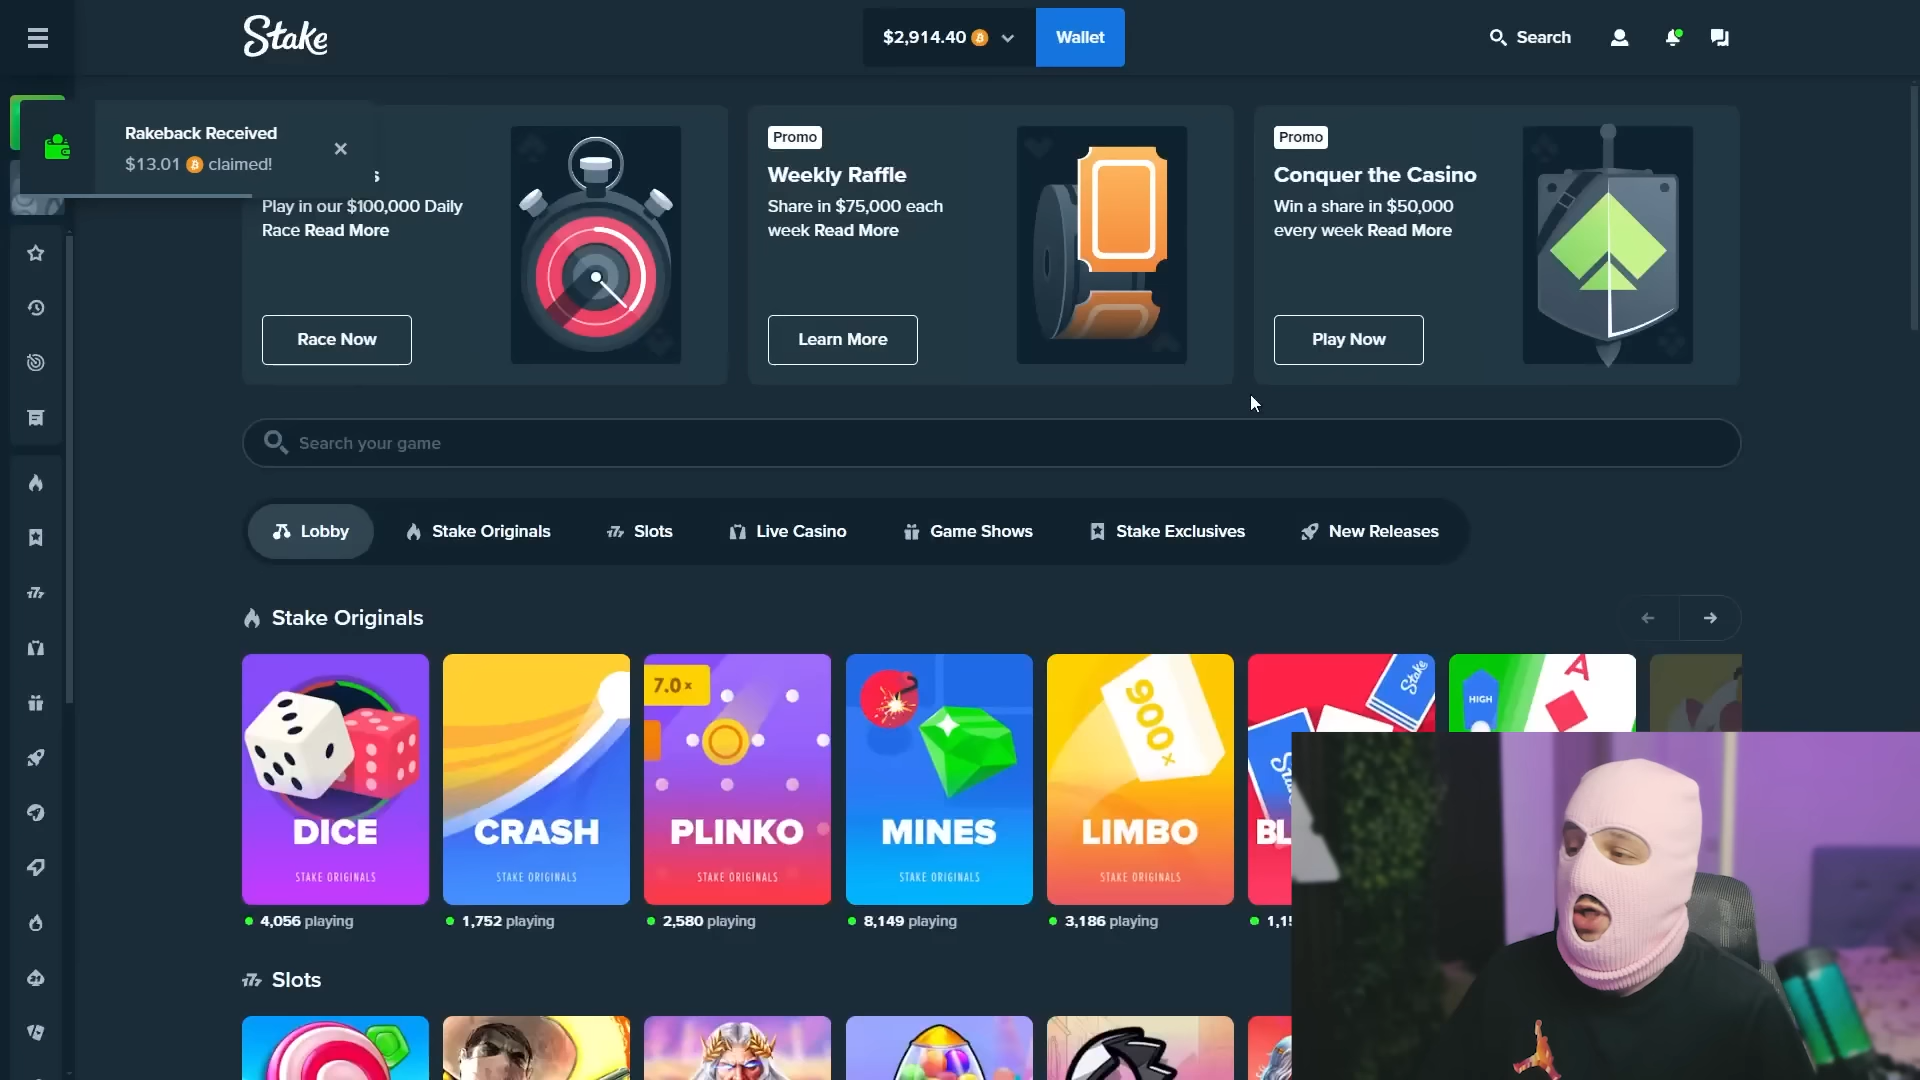 Stake
$2,914.40
Wallet
Search
Rakeback Received
$13.01 claimed!
s
Play in our $100,000 Daily
Race Read More
Race Now
Promo
Weekly Raffle
Share in $75,000 each
week Read More
Learn More
Promo
Conquer the Casino
Win a share in $50,000
every week Read More
Play Now
Search your game
Lobby
Stake Originals
Slots
Live Casino
Game Shows
Stake Exclusives
New Releases
Stake Originals
DICE
STAKE ORIGINALS
4,056 playing
CRASH
STAKE ORIGINALS
1,752 playing
7.0x
PLINKO
STAKE ORIGINALS
2,580 playing
MINES
STAKE ORIGINALS
8,149 playing
900x
LIMBO
STAKE ORIGINALS
3,186 playing
Stake
BL
HIGH
A
Slots